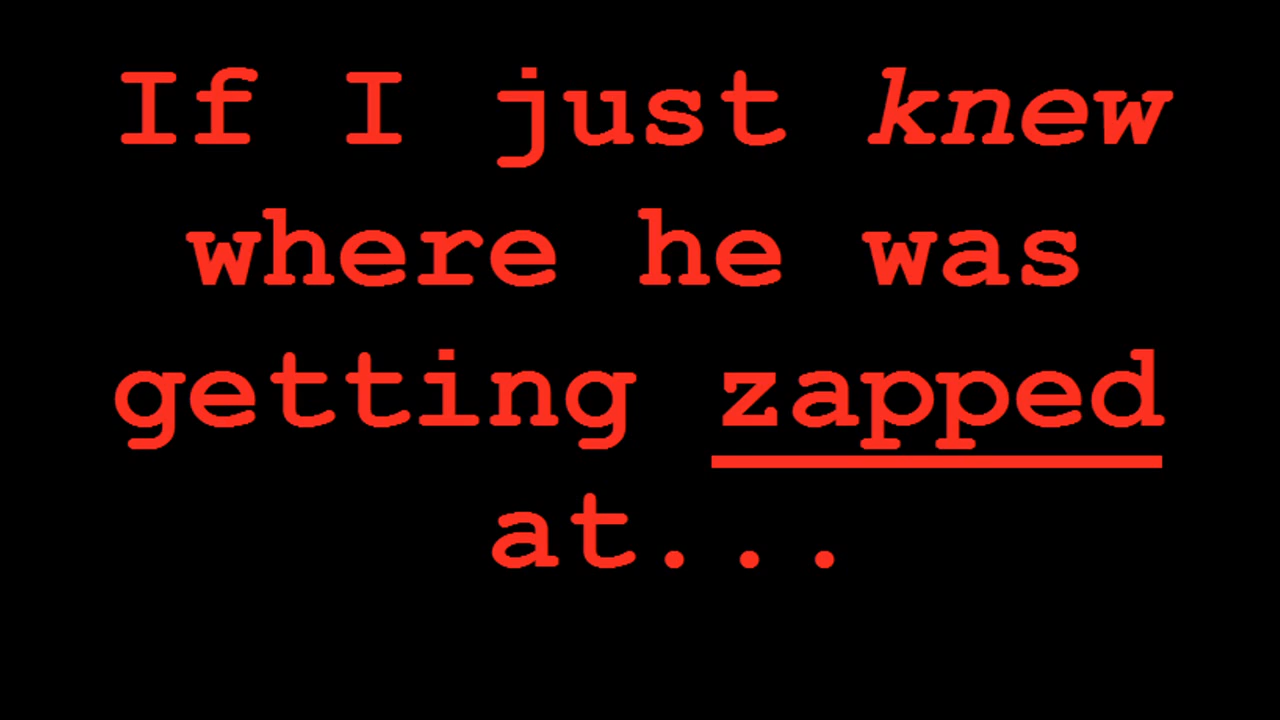 If I just knew
where he was
getting zapped
at...